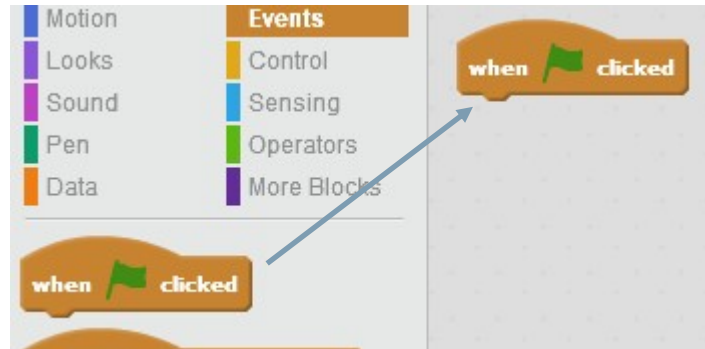 Motion
Events
Looks
Control
Sound
Sensing
Pen
Operators
Data
More Blocks
when clicked
when clicked